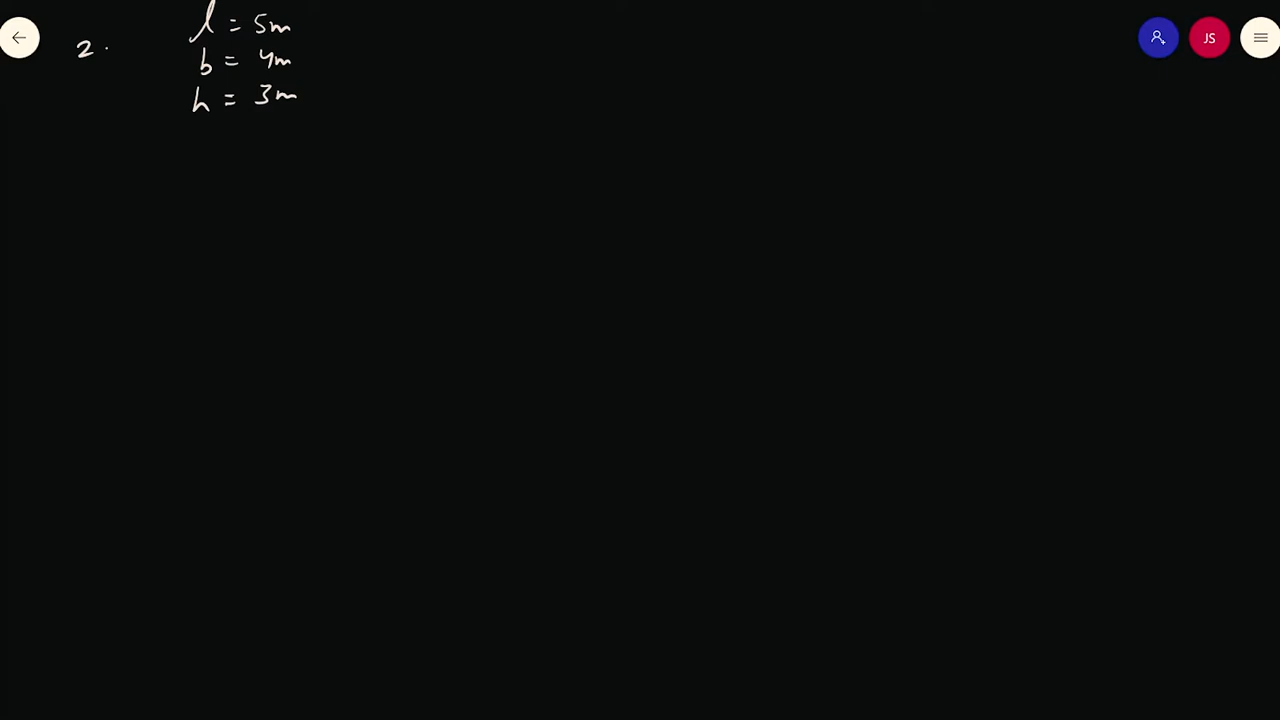 2.
l = 5m
b = 4m
h = 3m
JS